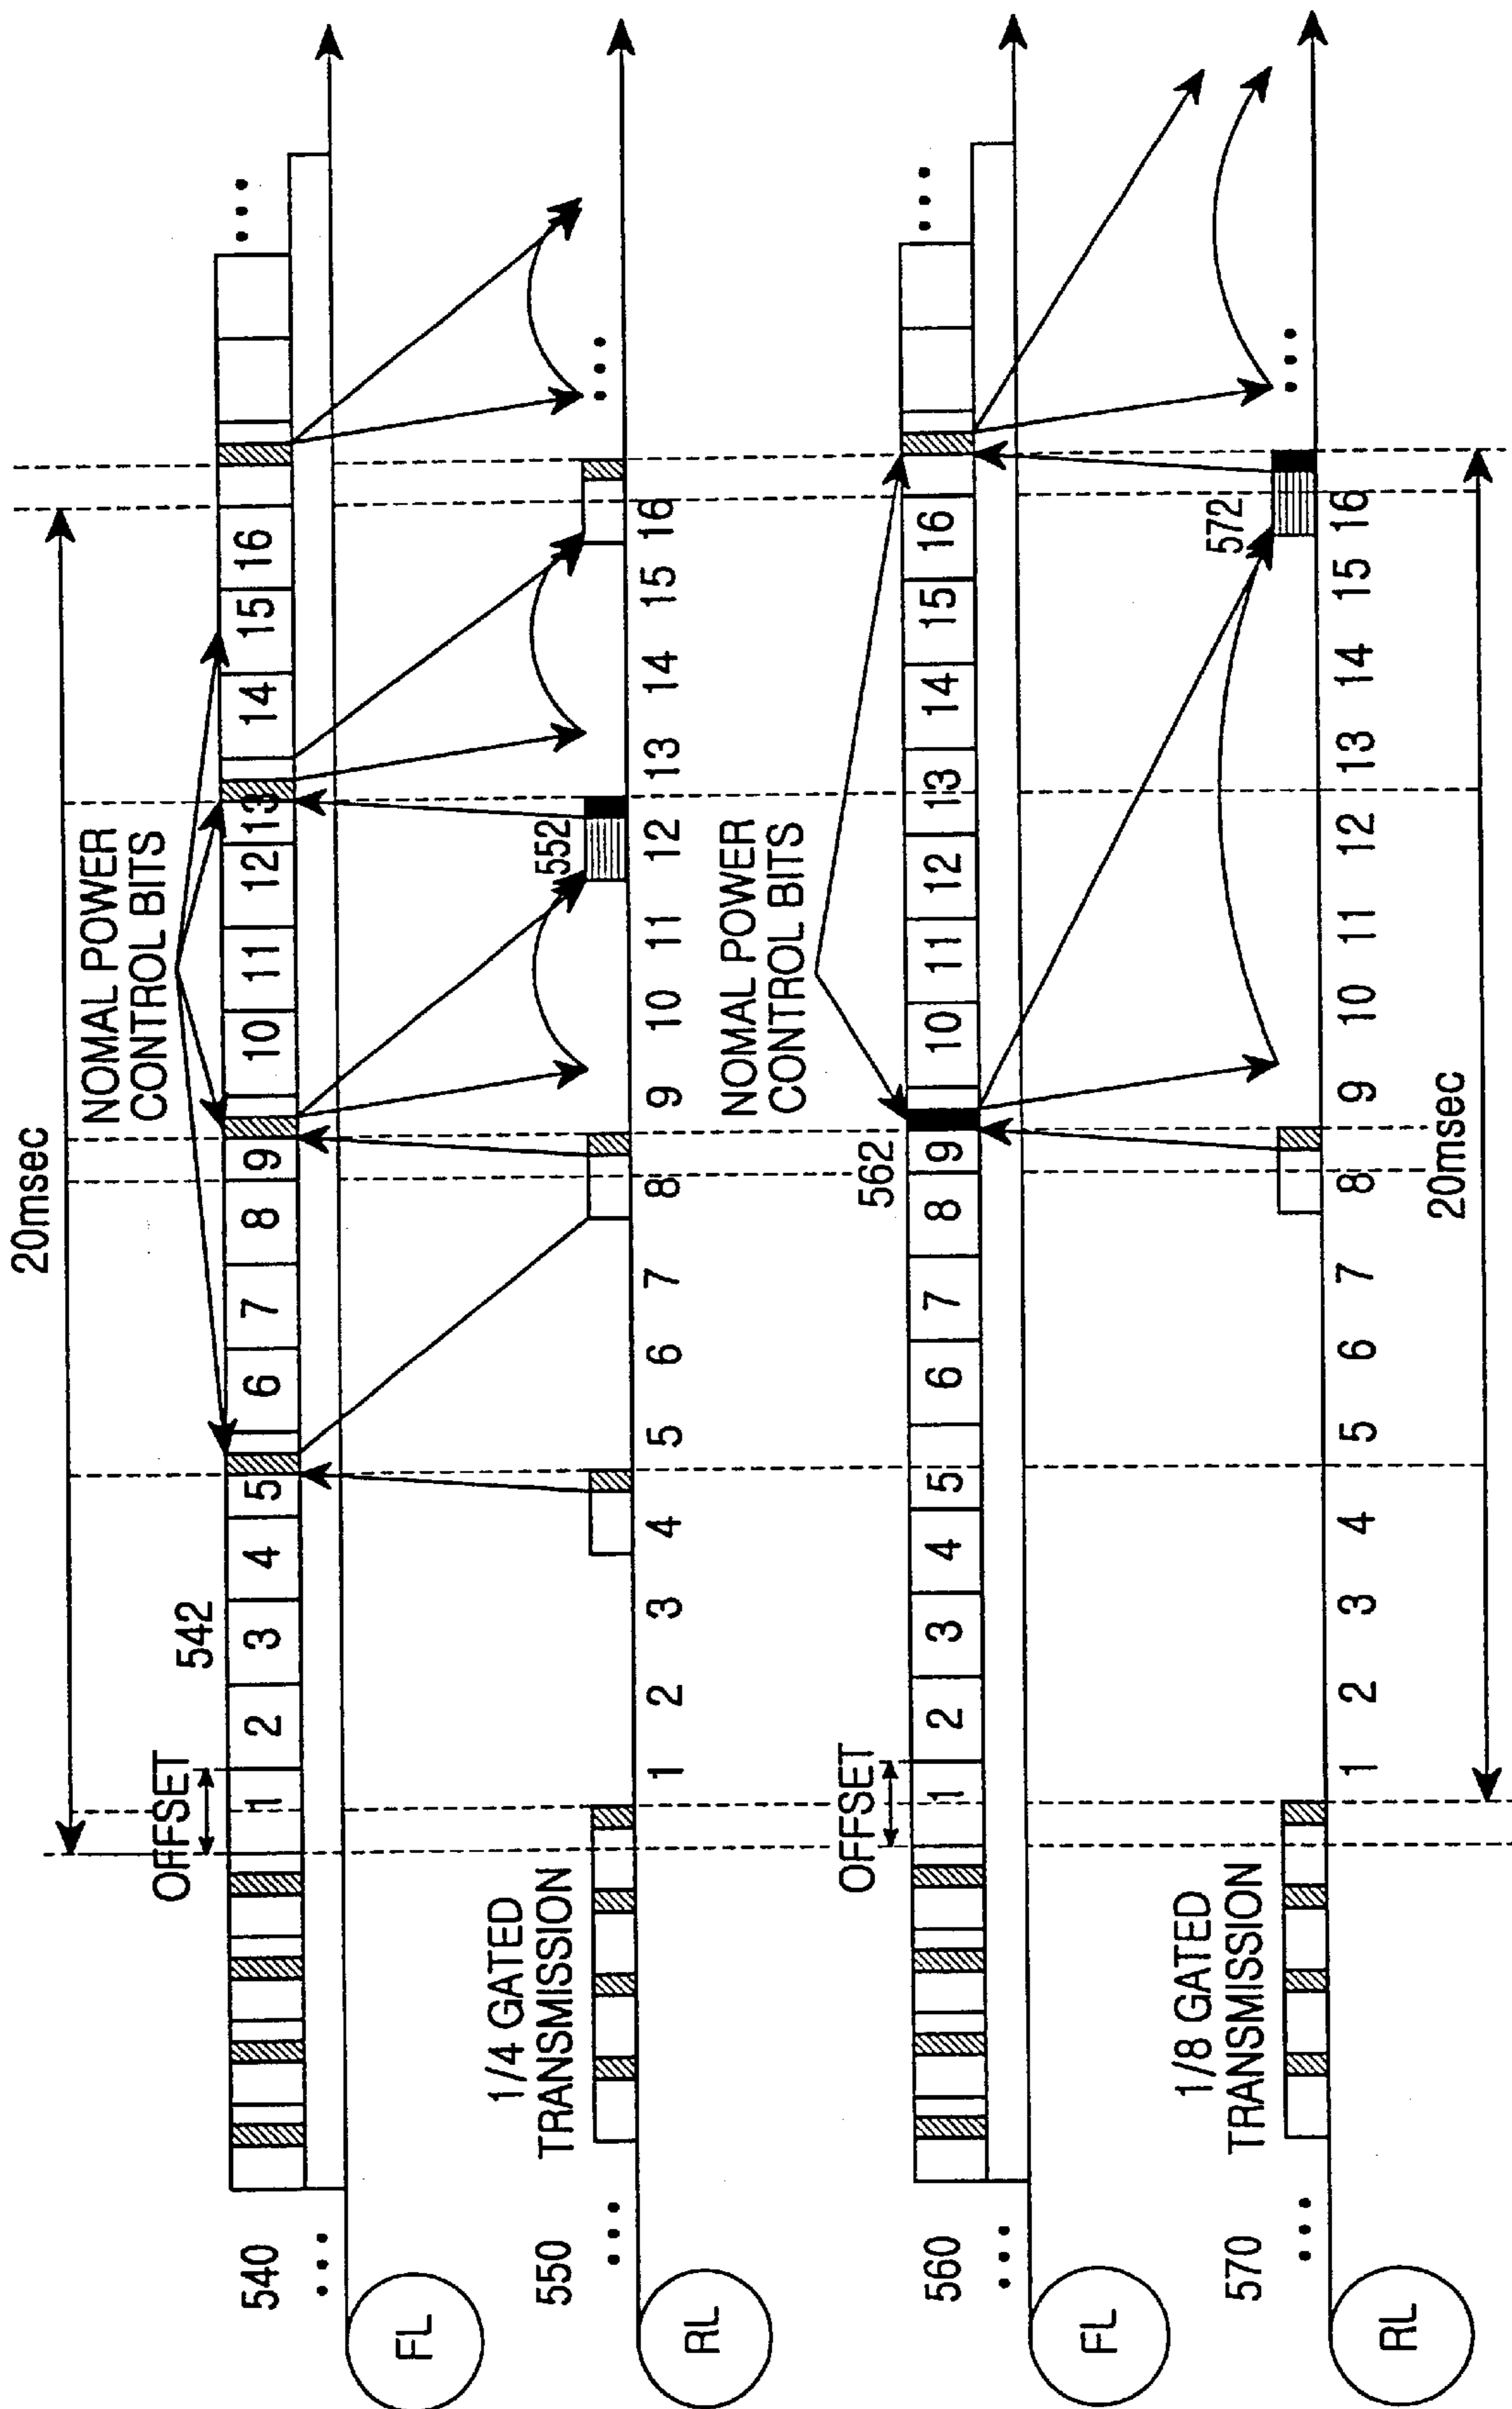 20msec
NOMAL POWER
CONTROL BITS
OFFSET
542
540
1 2 3 4 5 6 7 8 9 10 11 12 13 14 15 16
...
...
FL
1/4 GATED
TRANSMISSION
552
550
...
...
1 2 3 4 5 6 7 8 9 10 11 12 13 14 15 16
RL
NOMAL POWER
CONTROL BITS
OFFSET
562
560
1 2 3 4 5 6 7 8 9 10 11 12 13 14 15 16
...
...
FL
1/8 GATED
TRANSMISSION
572
570
...
...
1 2 3 4 5 6 7 8 9 10 11 12 13 14 15 16
RL
20msec